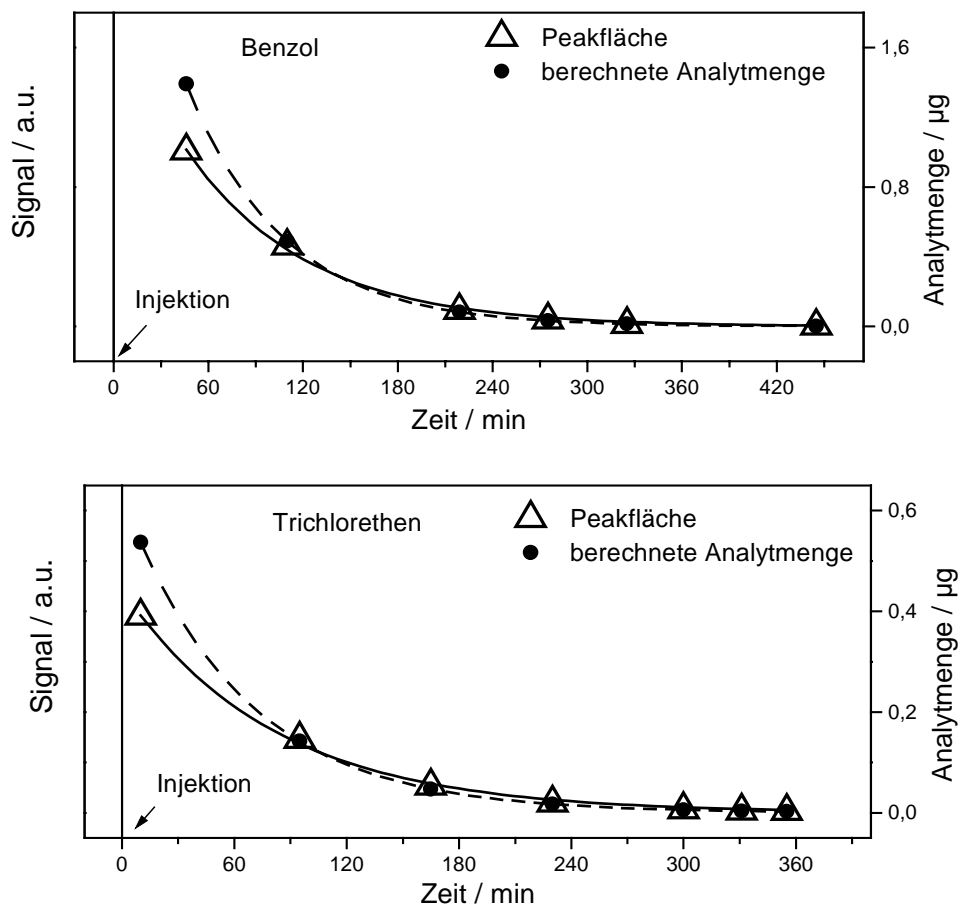 Benzol
Peakfläche
berechnete Analytmenge
Injektion
Signal / a.u.
1,6
0,8
0,0
Analytmenge / µg
0 60 120 180 240 300 360 420
Zeit / min
Trichlorethen
Peakfläche
berechnete Analytmenge
Injektion
Signal / a.u.
0,6
0,4
0,2
0,0
Analytmenge / µg
0 60 120 180 240 300 360
Zeit / min